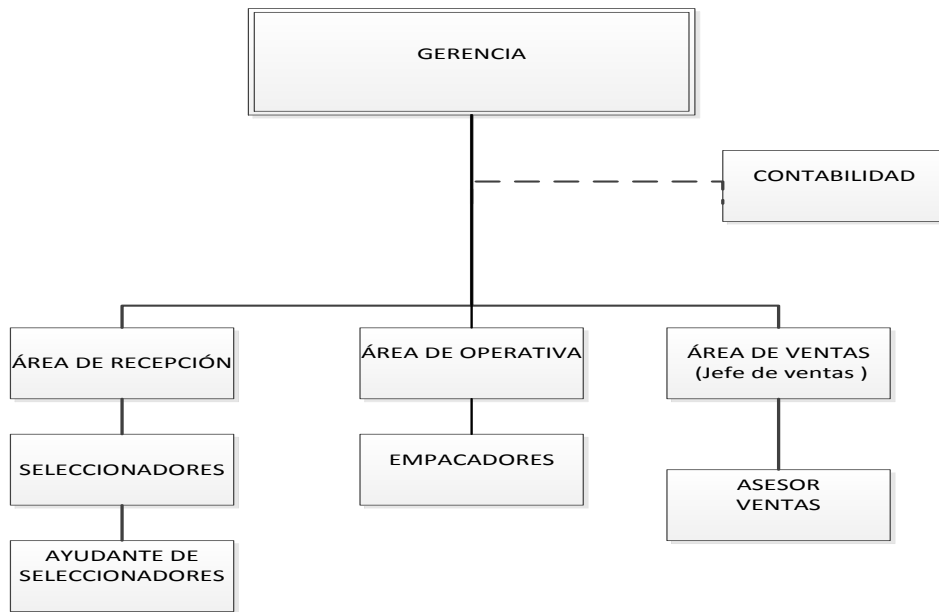 GERENCIA
CONTABILIDAD
ÁREA DE RECEPCIÓN
ÁREA DE OPERATIVA
ÁREA DE VENTAS
(Jefe de ventas )
SELECCIONADORES
EMPACADORES
ASESOR
VENTAS
AYUDANTE DE
SELECCIONADORES